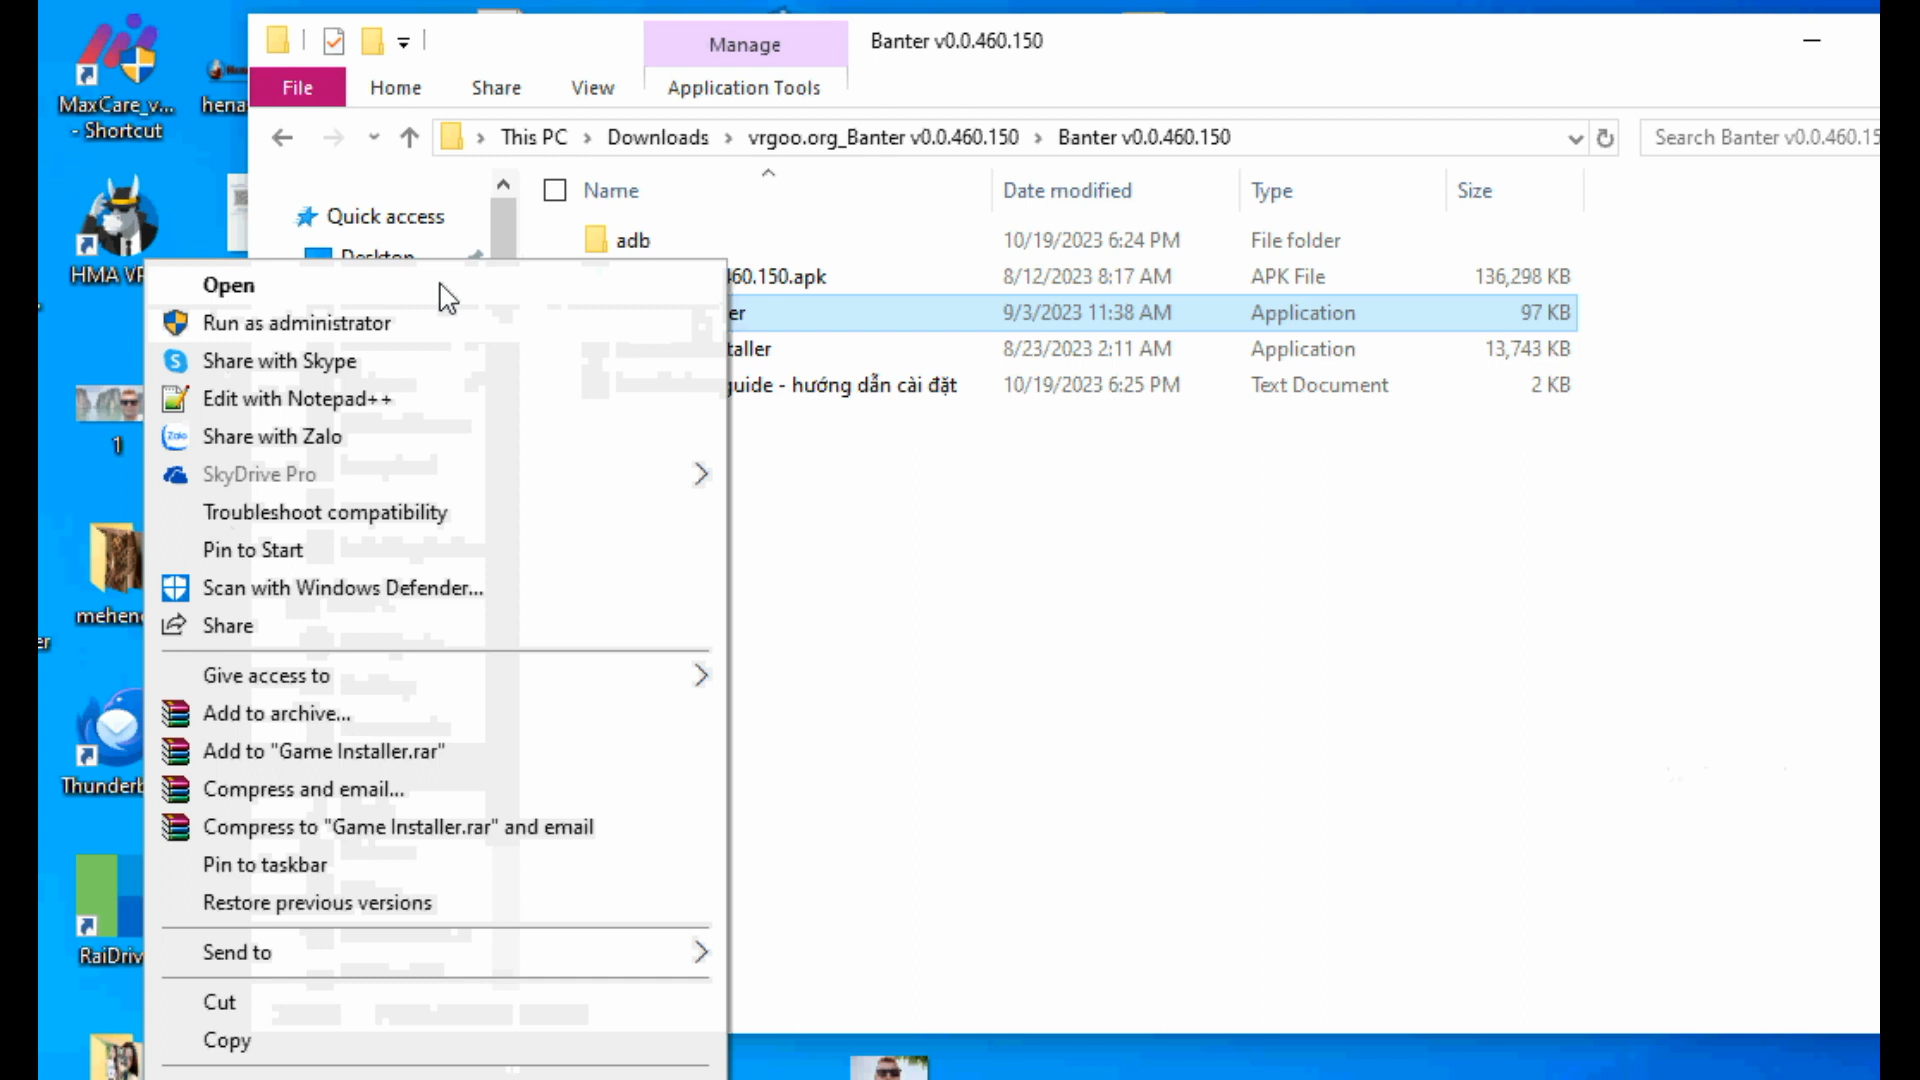 Manage
Banter v0.0.460.150
File
Home
Share
View
Application Tools
This PC
Downloads
vrgoo.org_Banter v0.0.460.150
Banter v0.0.460.150
Search Banter v0.0.460.15
Quick access
Desktop
Name
Date modified
Type
Size
adb
10/19/2023 6:24 PM
File folder
60.150.apk
8/12/2023 8:17 AM
APK File
136,298 KB
er
9/3/2023 11:38 AM
Application
97 KB
taller
8/23/2023 2:11 AM
Application
13,743 KB
guide - hướng dẫn cài đặt
10/19/2023 6:25 PM
Text Document
2 KB
Open
Run as administrator
Share with Skype
Edit with Notepad++
Zalo
Share with Zalo
SkyDrive Pro
Troubleshoot compatibility
Pin to Start
Scan with Windows Defender...
Share
Give access to
Add to archive...
Add to "Game Installer.rar"
Compress and email...
Compress to "Game Installer.rar" and email
Pin to taskbar
Restore previous versions
Send to
Cut
Copy
MaxCare_v...
- Shortcut
hena
HMA VP
1
mehen
er
Thunderb
RaiDriv